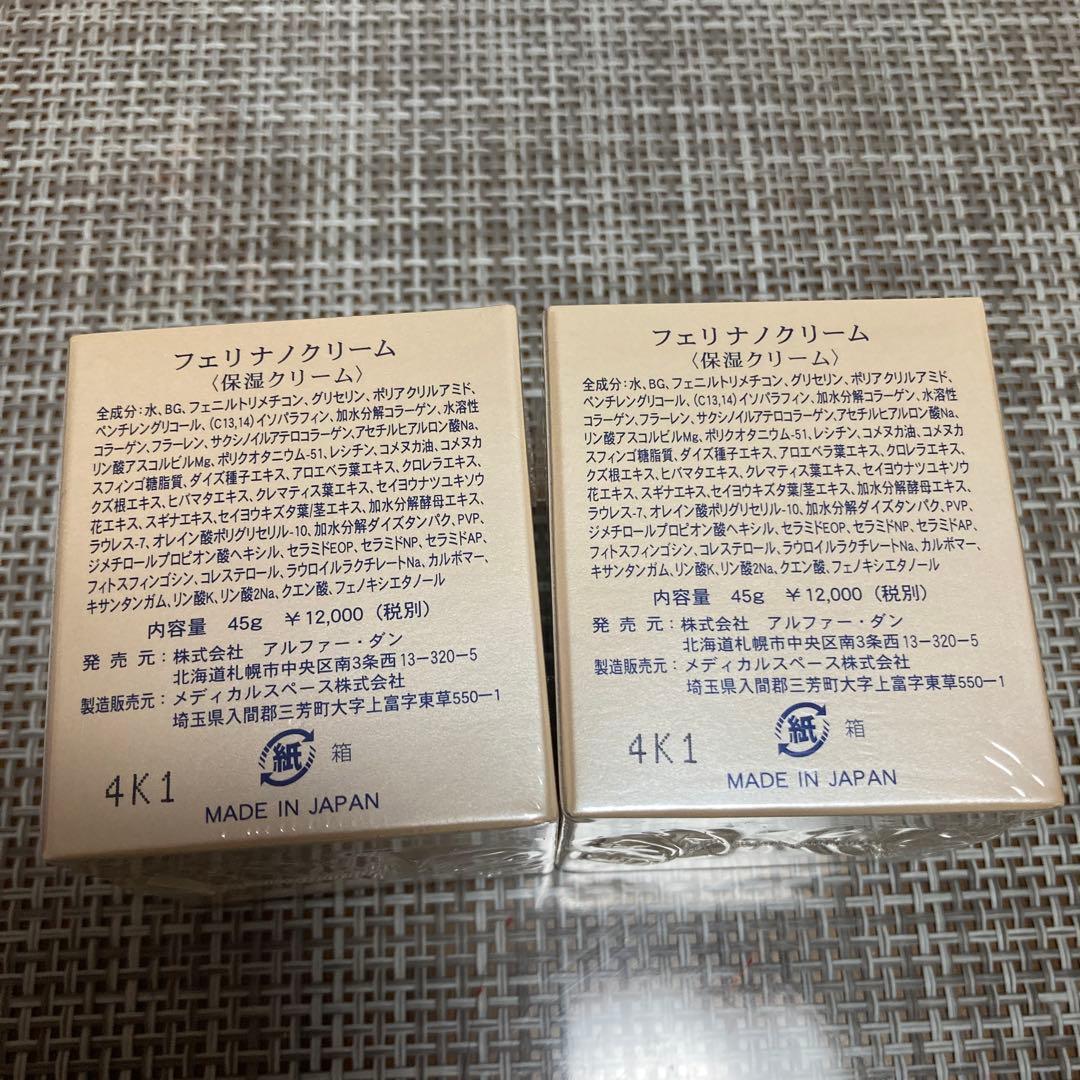 フェリナノクリーム
〈保湿クリーム〉
全成分：水、BG、フェニルトリメチコン、グリセリン、ポリアクリルアミド、
ペンチレングリコール、(C13,14)イソパラフィン、加水分解コラーゲン、水溶性
コラーゲン、フラーレン、サクシノイルアテロコラーゲン、アセチルヒアルロン酸Na、
リン酸アスコルビルMg、ポリクオタニウム-51、レシチン、コメヌカ油、コメヌカ
スフィンゴ糖脂質、ダイズ種子エキス、アロエベラ葉エキス、クロレラエキス、
クズ根エキス、ヒバマタエキス、クレマティス葉エキス、セイヨウナツユキソウ
花エキス、スギナエキス、セイヨウキズタ葉/茎エキス、加水分解酵母エキス、
ラウレス-7、オレイン酸ポリグリセリル-10、加水分解ダイズタンパク、PVP、
ジメチロールプロピオン酸ヘキシル、セラミドEOP、セラミドNP、セラミドAP、
フィトスフィンゴシン、コレステロール、ラウロイルラクチレートNa、カルボマー、
キサンタンガム、リン酸K、リン酸2Na、クエン酸、フェノキシエタノール
内容量 45g ￥12,000（税別）
発売元：株式会社 アルファー・ダン
北海道札幌市中央区南3条西13-320-5
製造販売元：メディカルスペース株式会社
埼玉県入間郡三芳町大字上富字東草550-1
紙 箱
4K1
MADE IN JAPAN
フェリナノクリーム
〈保湿クリーム〉
全成分：水、BG、フェニルトリメチコン、グリセリン、ポリアクリルアミド、
ペンチレングリコール、(C13,14)イソパラフィン、加水分解コラーゲン、水溶性
コラーゲン、フラーレン、サクシノイルアテロコラーゲン、アセチルヒアルロン酸Na、
リン酸アスコルビルMg、ポリクオタニウム-51、レシチン、コメヌカ油、コメヌカ
スフィンゴ糖脂質、ダイズ種子エキス、アロエベラ葉エキス、クロレラエキス、
クズ根エキス、ヒバマタエキス、クレマティス葉エキス、セイヨウナツユキソウ
花エキス、スギナエキス、セイヨウキズタ葉/茎エキス、加水分解酵母エキス、
ラウレス-7、オレイン酸ポリグリセリル-10、加水分解ダイズタンパク、PVP、
ジメチロールプロピオン酸ヘキシル、セラミドEOP、セラミドNP、セラミドAP、
フィトスフィンゴシン、コレステロール、ラウロイルラクチレートNa、カルボマー、
キサンタンガム、リン酸K、リン酸2Na、クエン酸、フェノキシエタノール
内容量 45g ￥12,000（税別）
発売元：株式会社 アルファー・ダン
北海道札幌市中央区南3条西13-320-5
製造販売元：メディカルスペース株式会社
埼玉県入間郡三芳町大字上富字東草550-1
紙 箱
4K1
MADE IN JAPAN